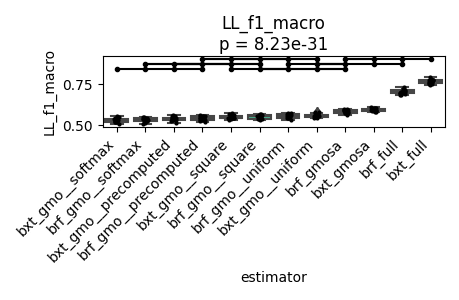 LL_f1_macro
p = 8.23e-31
LL_f1_macro
0.75
0.50
bxt_gmo__softmax
brf_gmo__softmax
bxt_gmo__precomputed
brf_gmo__precomputed
bxt_gmo__square
brf_gmo__square
brf_gmo__uniform
bxt_gmo__uniform
brf_gmosa
bxt_gmosa
brf_full
bxt_full
estimator